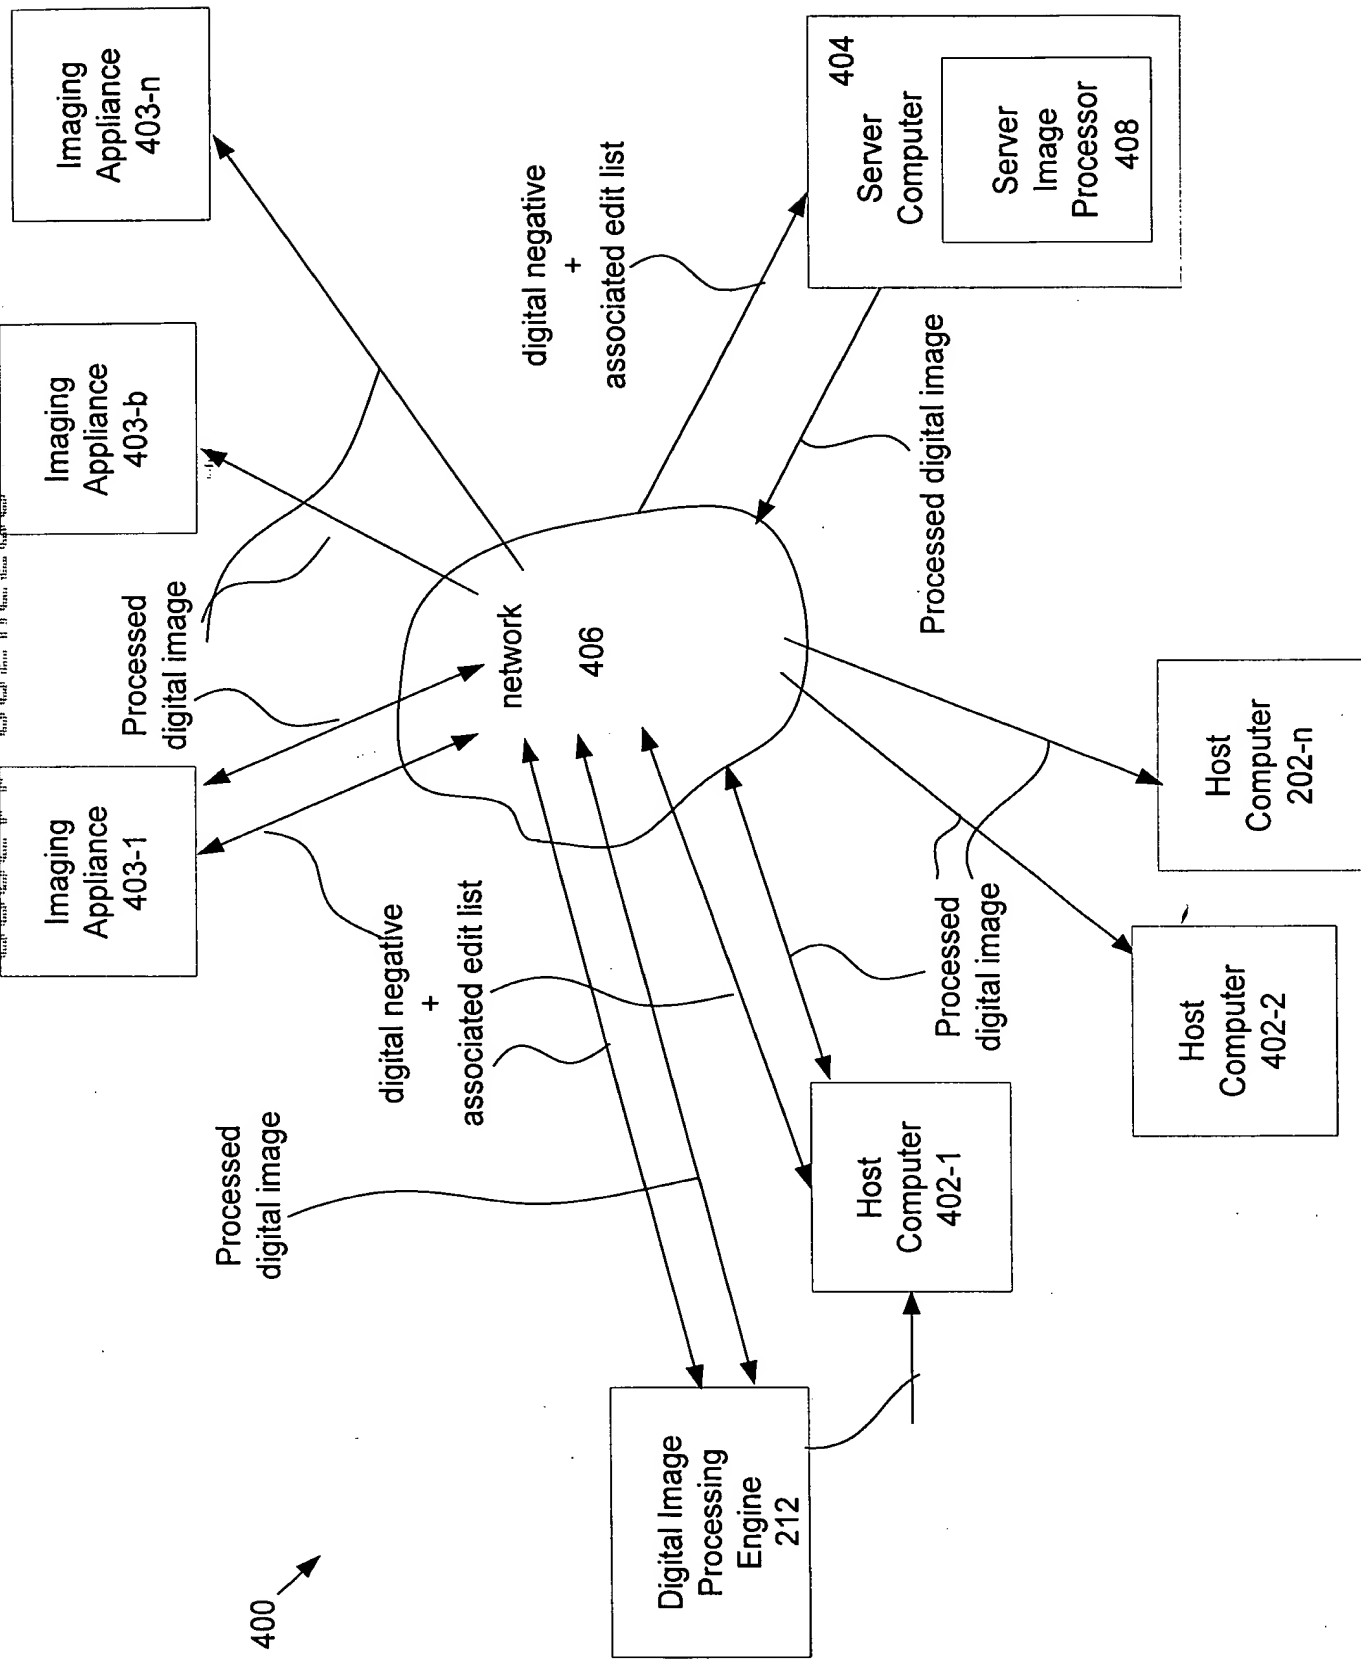 400
Digital Image
Processing
Engine
212
Processed
digital image
digital negative
+
associated edit list
Imaging
Appliance
403-1
Processed
digital image
Imaging
Appliance
403-b
Imaging
Appliance
403-n
network
406
digital negative
+
associated edit list
404
Server
Computer
Server
Image
Processor
408
Processed digital image
Host
Computer
402-1
Processed
digital image
Host
Computer
402-2
Host
Computer
202-n